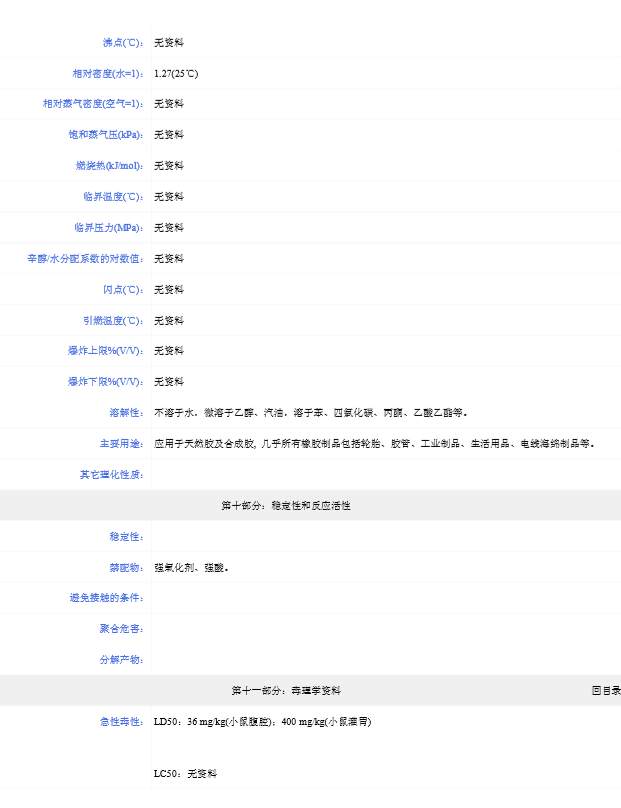 沸点(℃): 无资料
相对密度(水=1): 1.27(25℃)
相对蒸气密度(空气=1): 无资料
饱和蒸气压(kPa): 无资料
燃烧热(kJ/mol): 无资料
临界温度(℃): 无资料
临界压力(MPa): 无资料
辛醇/水分配系数的对数值: 无资料
闪点(℃): 无资料
引燃温度(℃): 无资料
爆炸上限%(V/V): 无资料
爆炸下限%(V/V): 无资料
溶解性: 不溶于水，微溶于乙醇、汽油，溶于苯、四氯化碳、丙酮、乙酸乙酯等。
主要用途: 应用于天然胶及合成胶, 几乎所有橡胶制品包括轮胎、胶管、工业制品、生活用品、电线海绵制品等。
其它理化性质:
第十部分：稳定性和反应活性
稳定性:
禁配物: 强氧化剂、强酸。
避免接触的条件:
聚合危害:
分解产物:
第十一部分：毒理学资料 回目录
急性毒性: LD50：36 mg/kg(小鼠腹腔)；400 mg/kg(小鼠灌胃)
LC50：无资料